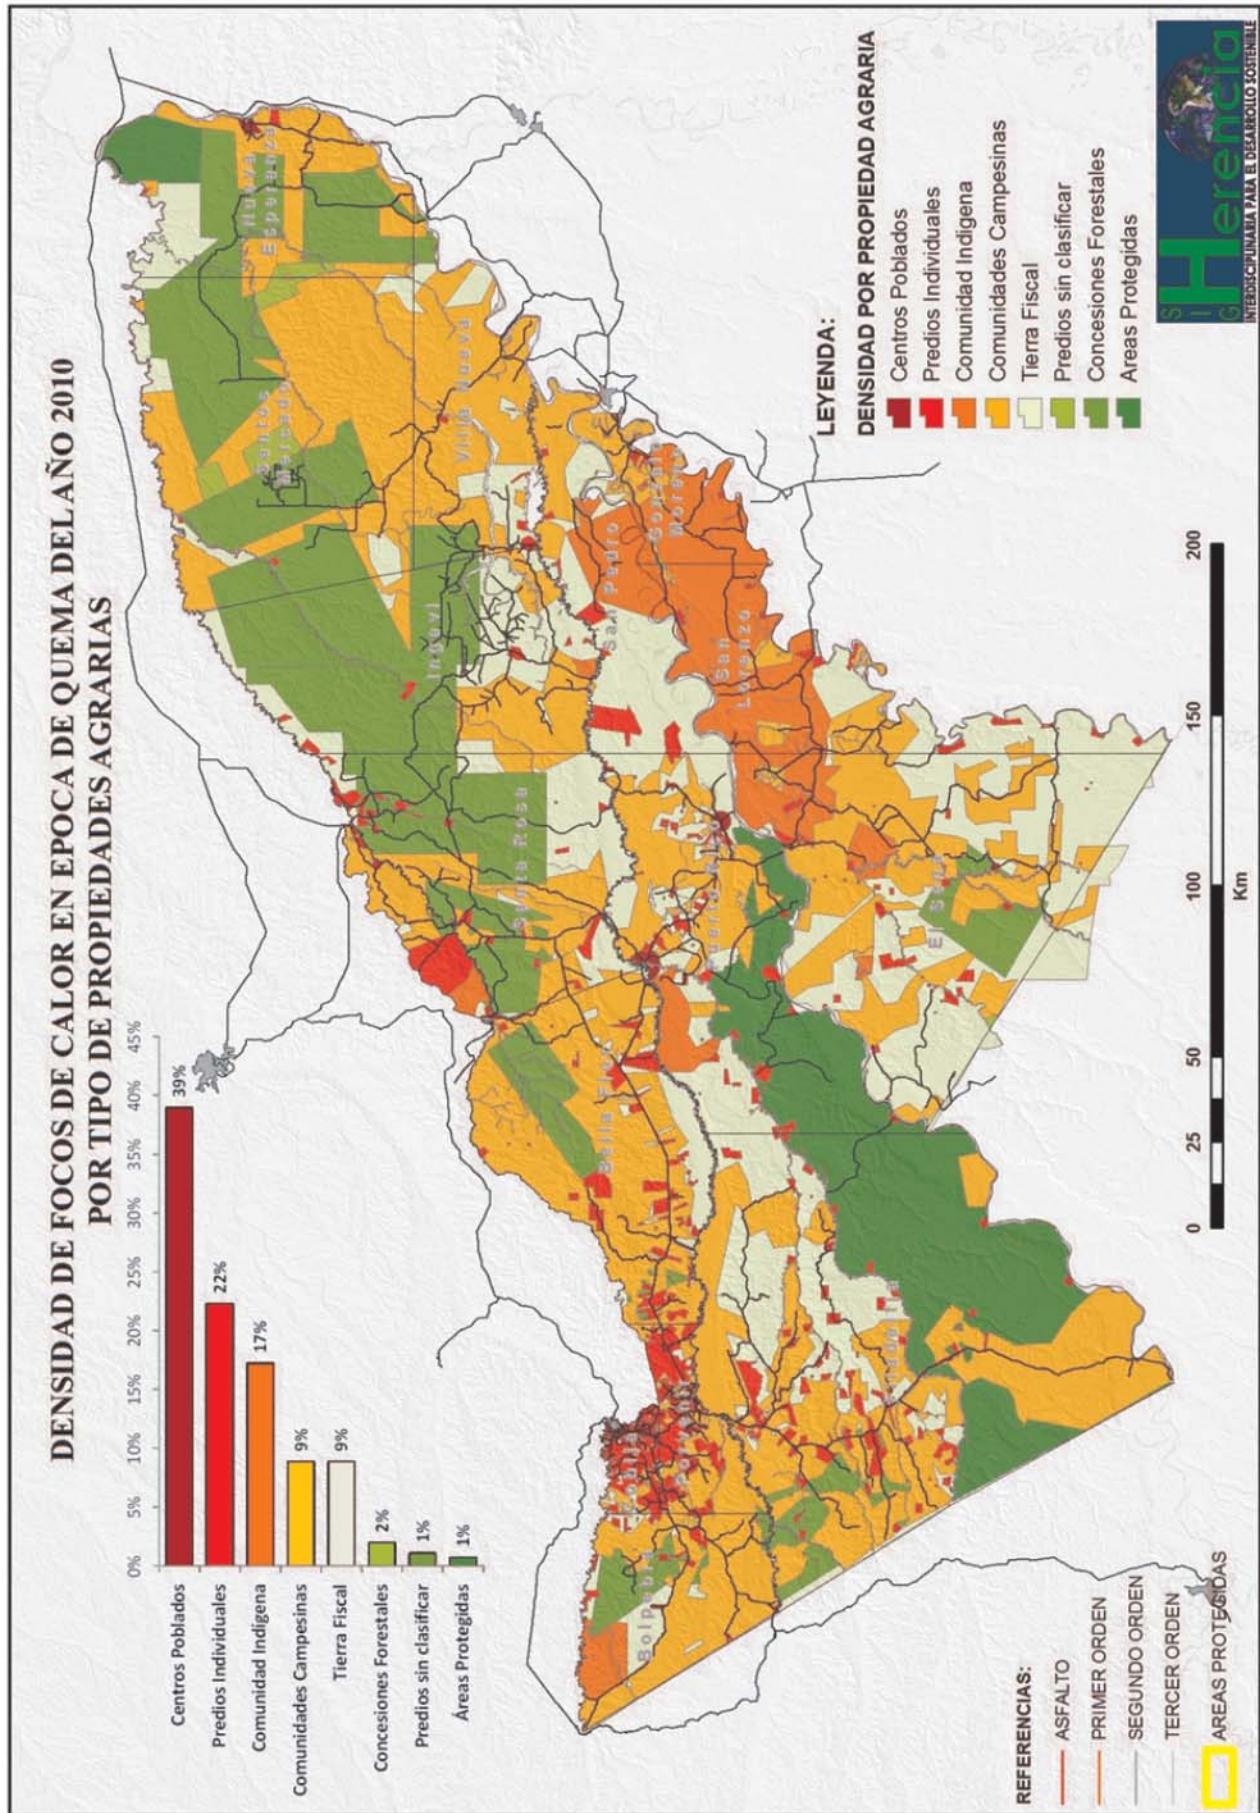 DENSIDAD DE FOCOS DE CALOR EN EPOCA DE QUEMA DEL AÑO 2010
POR TIPO DE PROPIEDADES AGRARIAS
0%
5%
10%
15%
20%
25%
30%
35%
40%
45%
Centros Poblados
39%
Predios Individuales
22%
Comunidad Indígena
17%
Comunidades Campesinas
9%
Tierra Fiscal
9%
Concesiones Forestales
2%
Predios sin clasificar
1%
Áreas Protegidas
1%
Nueva
Esperanza
Santos
Mercado
Villa Nueva
Ingavi
Santa Rosa
Gonzalo
Moreno
San Pedro
San
Lorenzo
El Sena
Bella Flor
Bolpebra
LEYENDA:
DENSIDAD POR PROPIEDAD AGRARIA
Centros Poblados
Predios Individuales
Comunidad Indigena
Comunidades Campesinas
Tierra Fiscal
Predios sin clasificar
Concesiones Forestales
Areas Protegidas
REFERENCIAS:
ASFALTO
PRIMER ORDEN
SEGUNDO ORDEN
TERCER ORDEN
AREAS PROTEGIDAS
0
25
50
100
150
200
Km
SIG
Herencia
INTERDISCIPLINARIA PARA EL DESARROLLO SOSTENIBLE